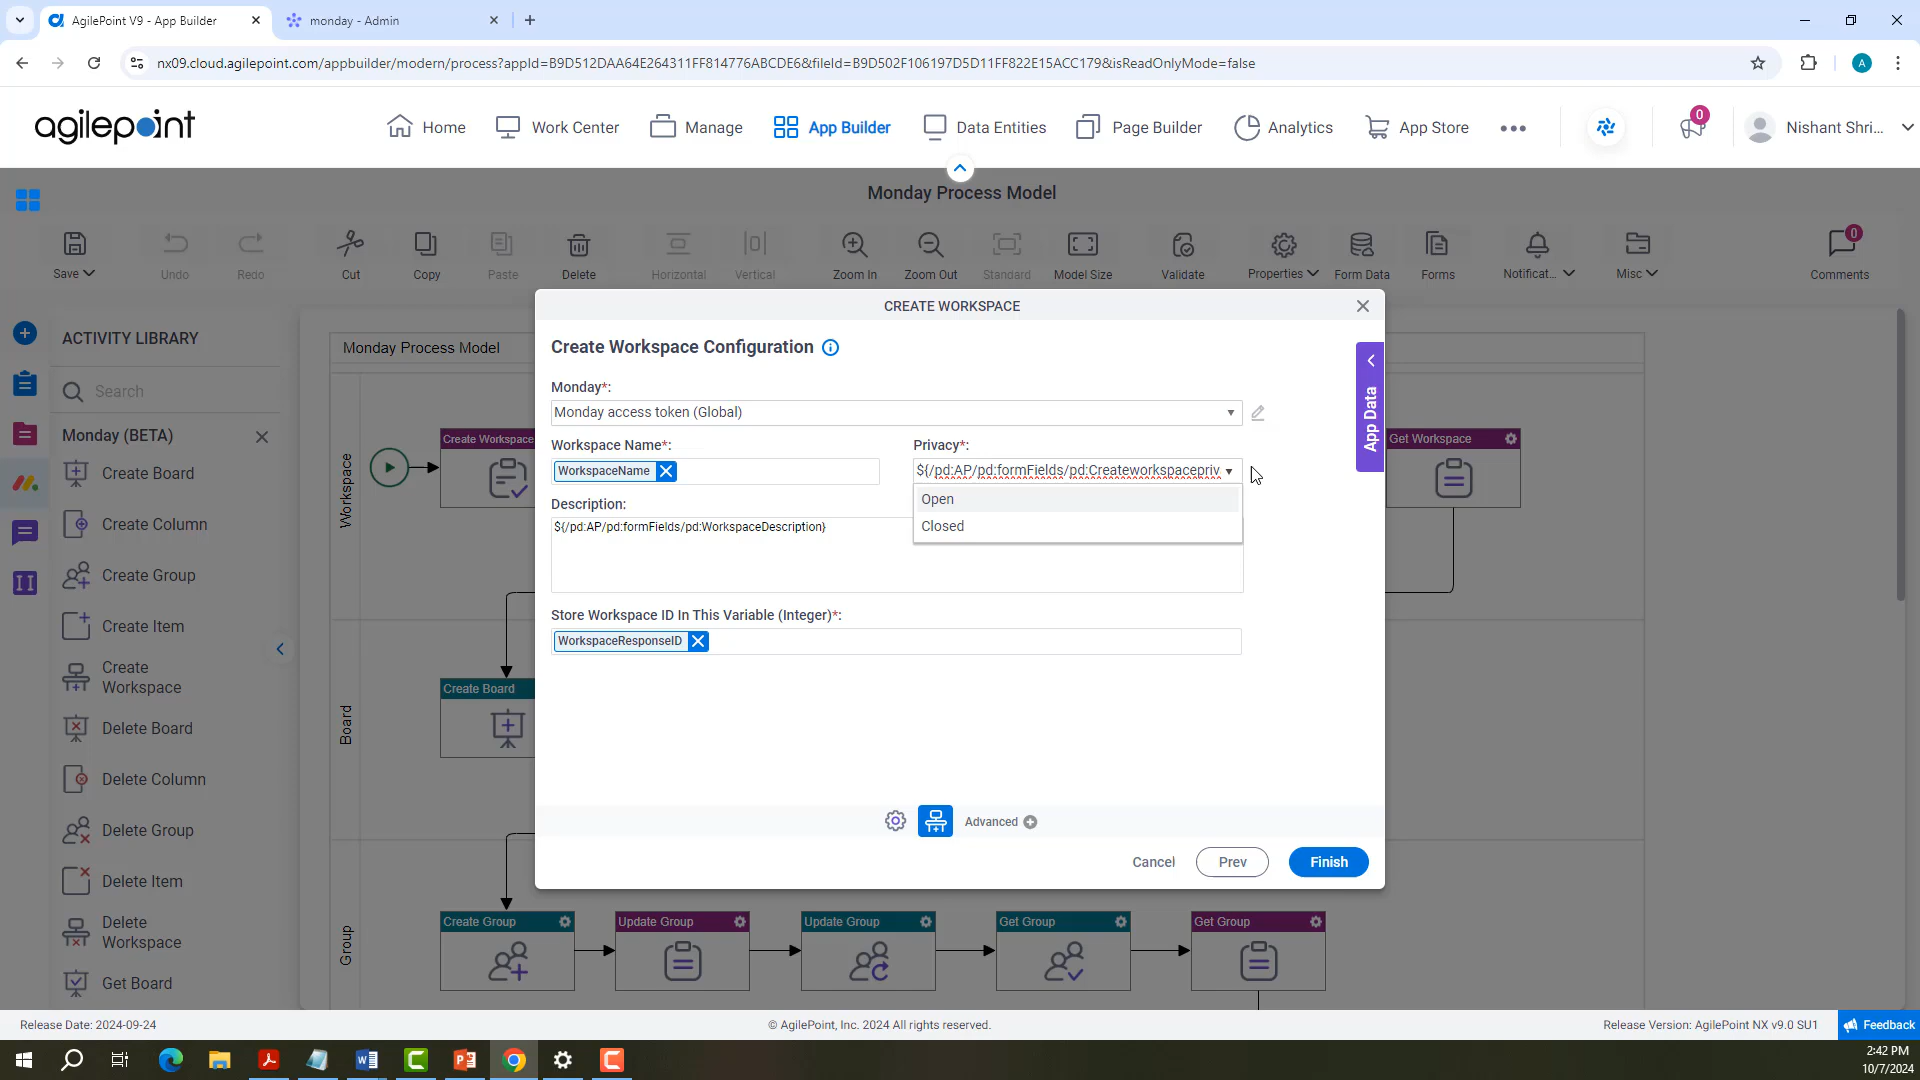 AgilePoint V9 - App Builder
monday - Admin
nx09.cloud.agilepoint.com/appbuilder/modern/process?appId=B9D512DAA64E264311FF814776ABCDE6&fileId=B9D502F106197D5D11FF822E15ACC179&isReadOnlyMode=false
A
agilepoint
Home
Work Center
Manage
App Builder
Data Entities
Page Builder
Analytics
App Store
0
Nishant Shri...
Monday Process Model
Save
Undo
Redo
Cut
Copy
Paste
Delete
Horizontal
Vertical
Zoom In
Zoom Out
Standard
Model Size
Validate
Properties
Form Data
Forms
Notificat...
Misc
0
Comments
ACTIVITY LIBRARY
Search
Monday (BETA)
Create Board
Create Column
Create Group
Create Item
Create
Workspace
Delete Board
Delete Column
Delete Group
Delete Item
Delete
Workspace
Get Board
Monday Process Model
Workspace
Create Workspace
Get Workspace
Board
Create Board
Group
Create Group
Update Group
Update Group
Get Group
Get Group
CREATE WORKSPACE
Create Workspace Configuration
App Data
Monday*:
Monday access token (Global)
Workspace Name*:
WorkspaceName
Privacy*:
${/pd:AP/pd:formFields/pd:Createworkspacepriv
Open
Closed
Description:
${/pd:AP/pd:formFields/pd:WorkspaceDescription}
Store Workspace ID In This Variable (Integer)*:
WorkspaceResponseID
Advanced
Cancel
Prev
Finish
Release Date: 2024-09-24
© AgilePoint, Inc. 2024 All rights reserved.
Release Version: AgilePoint NX v9.0 SU1
Feedback
2:42 PM
10/7/2024